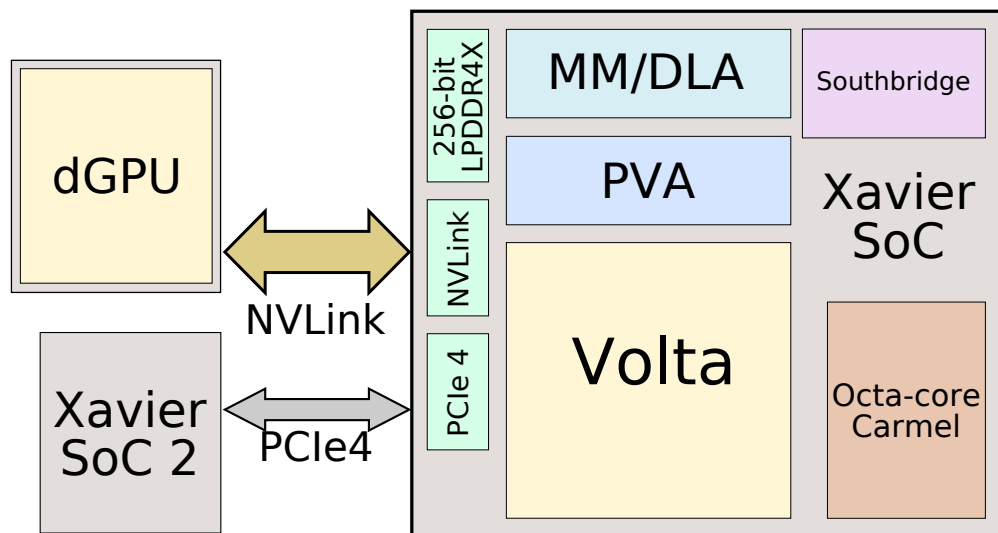 dGPU
NVLink
Xavier
SoC 2
PCIe4
256-bit
LPDDR4X
NVLink
PCIe 4
MM/DLA
PVA
Volta
Southbridge
Xavier
SoC
Octa-core
Carmel